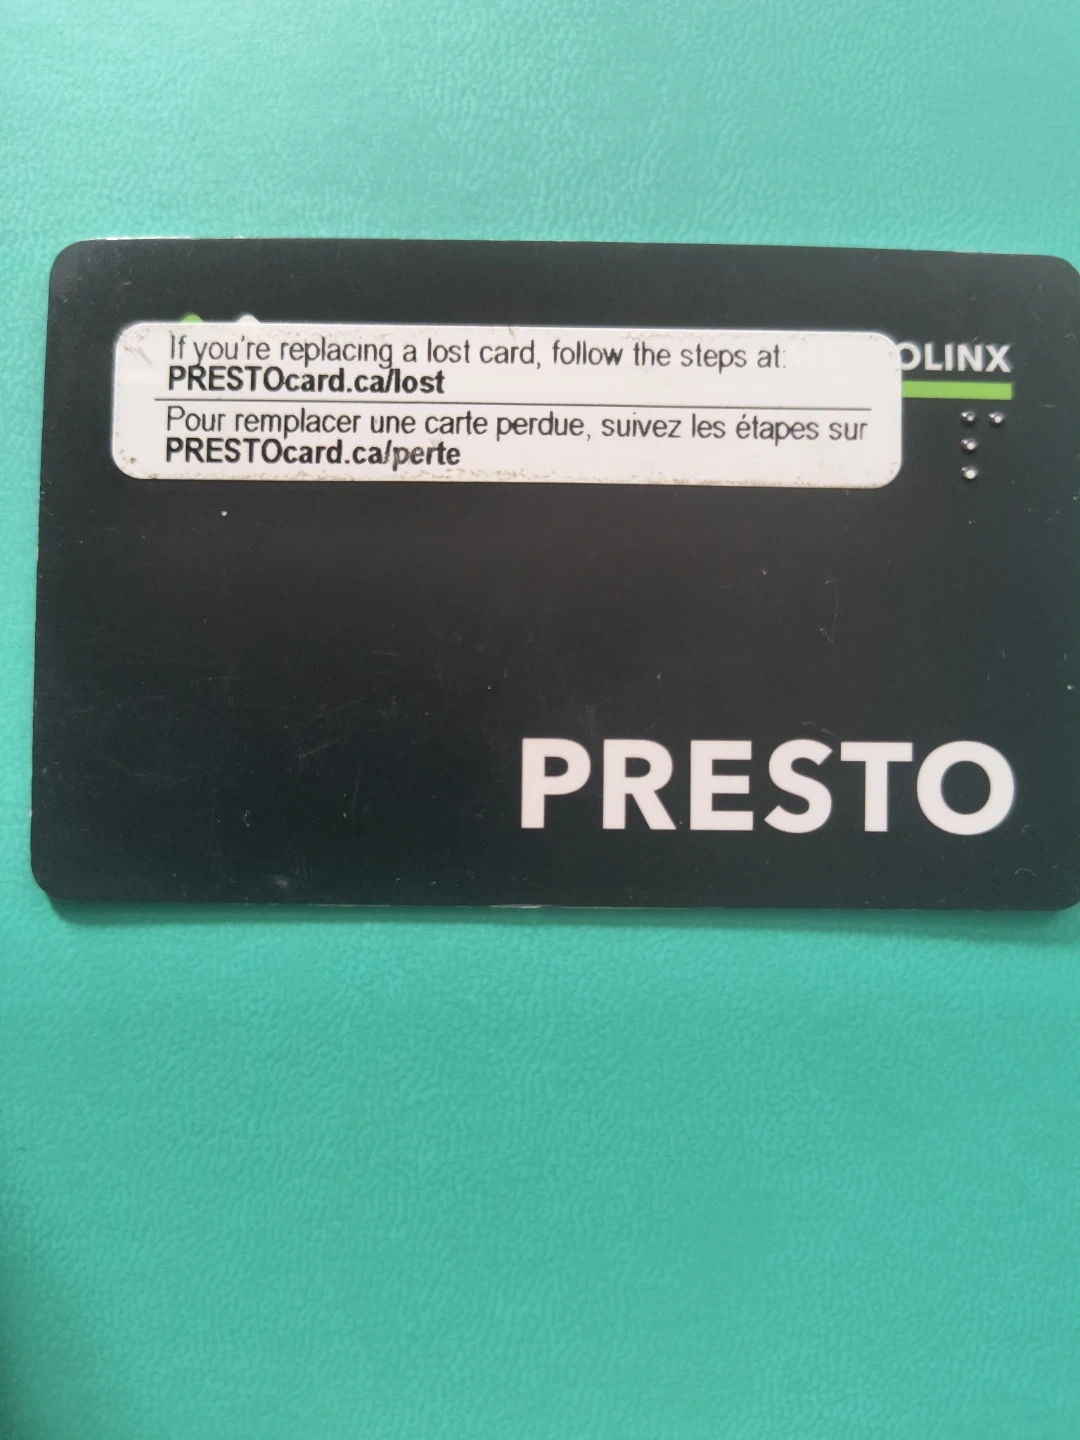 If you're replacing a lost card, follow the steps at:
PRESTOcard.ca/lost
Pour remplacer une carte perdue, suivez les étapes sur
PRESTOcard.ca/perte
OLINX
PRESTO